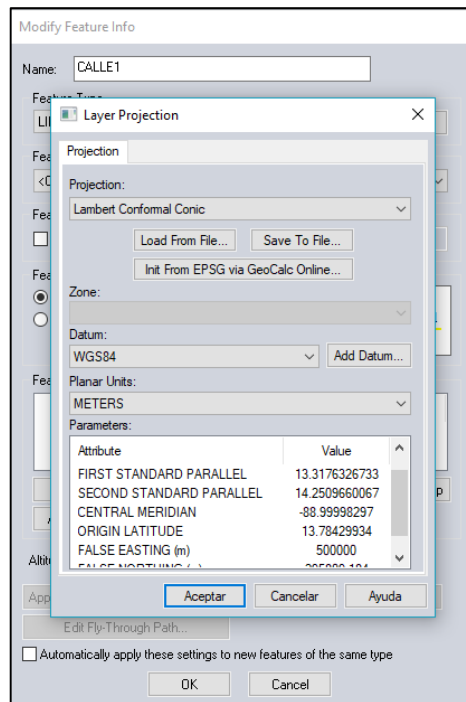 Modify Feature Info
Name: CALLE1
Layer Projection
Projection
Projection:
Lambert Conformal Conic
Load From File... Save To File...
Init From EPSG via GeoCalc Online...
Zone:
Datum:
WGS84 Add Datum...
Planar Units:
METERS
Parameters:
Attribute Value
FIRST STANDARD PARALLEL 13.3176326733
SECOND STANDARD PARALLEL 14.2509660067
CENTRAL MERIDIAN -88.99998297
ORIGIN LATITUDE 13.78429934
FALSE EASTING (m) 500000
Aceptar Cancelar Ayuda
Edit Fly-Through Path...
Automatically apply these settings to new features of the same type
OK Cancel